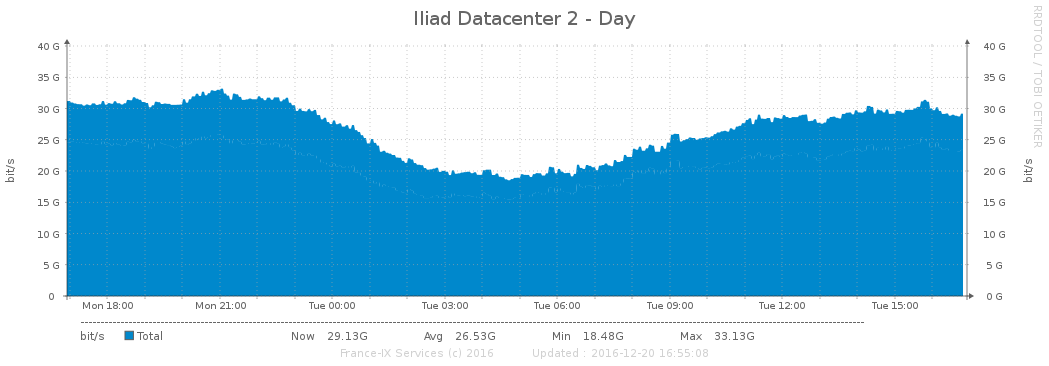 Iliad Datacenter 2 - Day
RRDTOOL / TOBI OETIKER
40 G 40 G
35 G 35 G
30 G 30 G
25 G 25 G
20 G 20 G
15 G 15 G
10 G 10 G
5 G 5 G
0 0 G
bit/s bit/s
Mon 18:00 Mon 21:00 Tue 00:00 Tue 03:00 Tue 06:00 Tue 09:00 Tue 12:00 Tue 15:00
bit/s Total Now 29.13G Avg 26.53G Min 18.48G Max 33.13G
France-IX Services (c) 2016 Updated : 2016-12-20 16:55:08